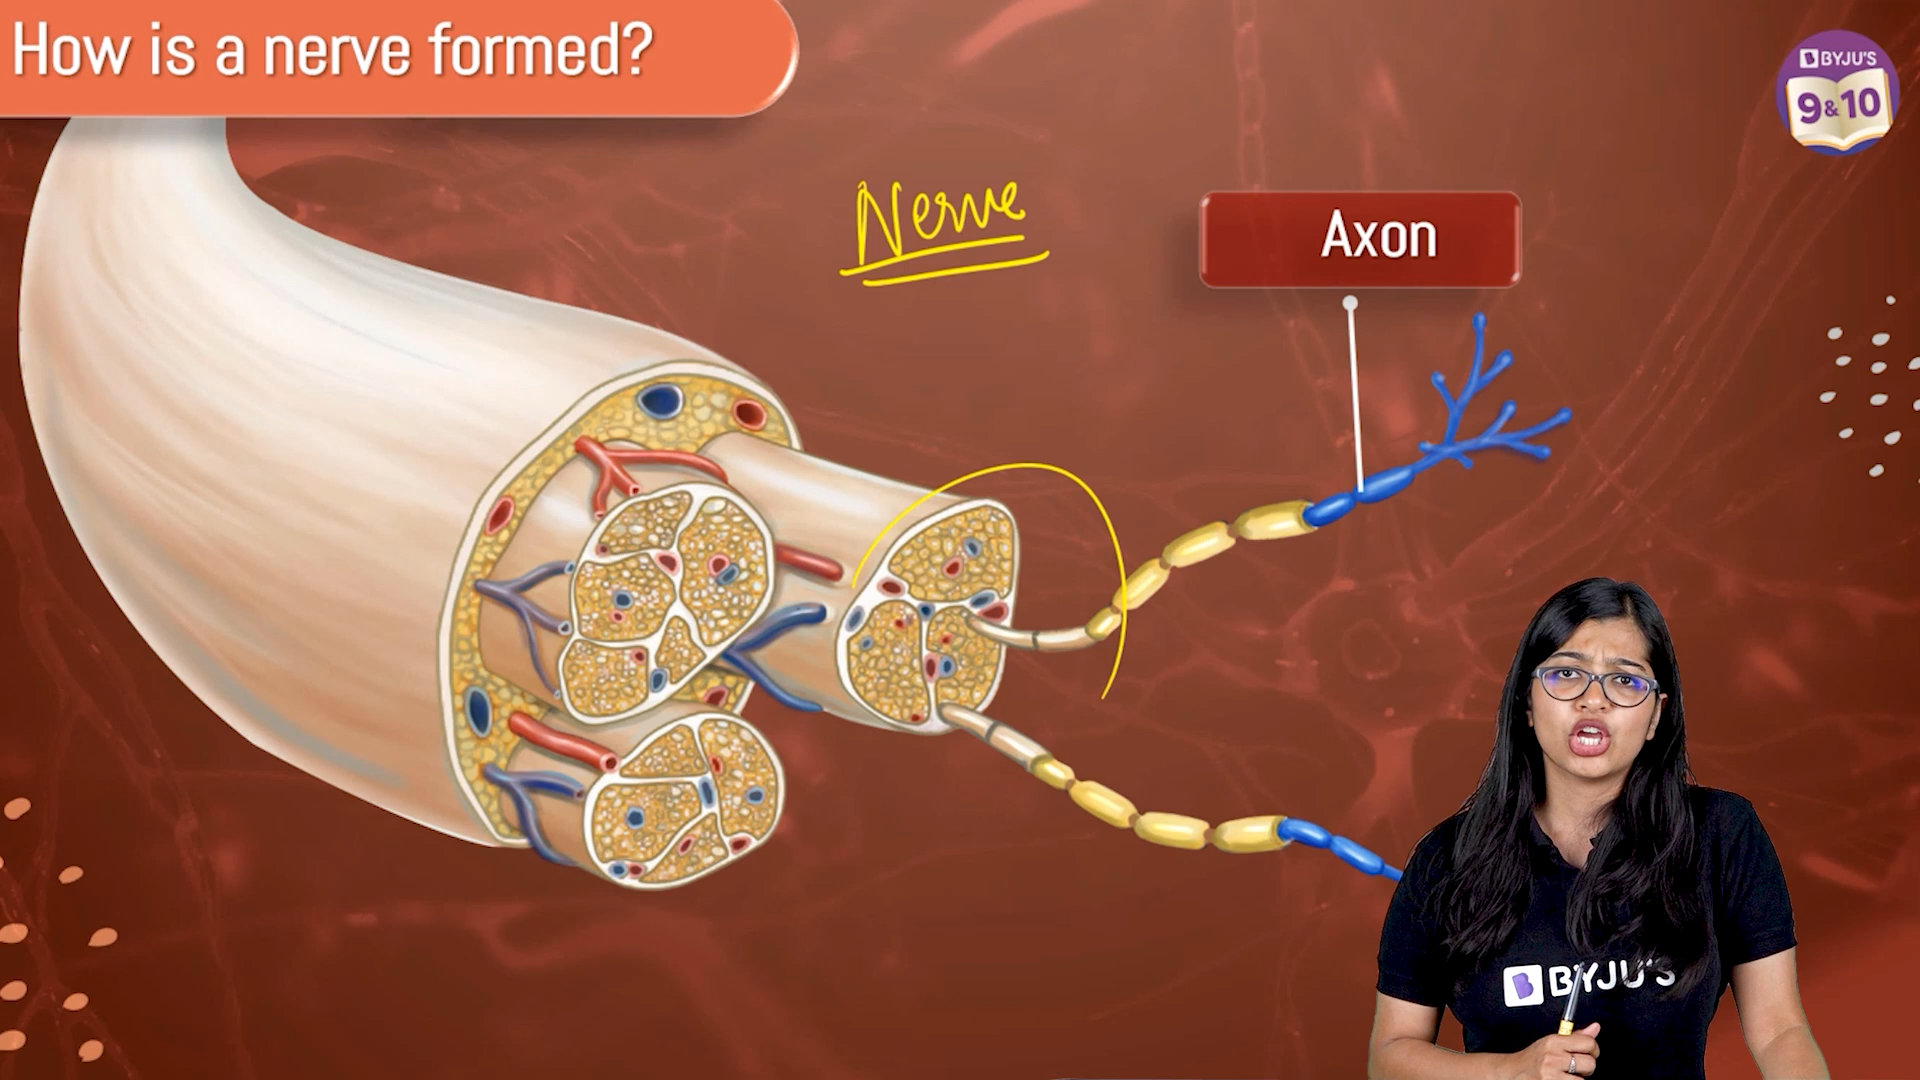 How is a nerve formed?
BYJU'S
9&10
Nerve
Axon
BYJU'S